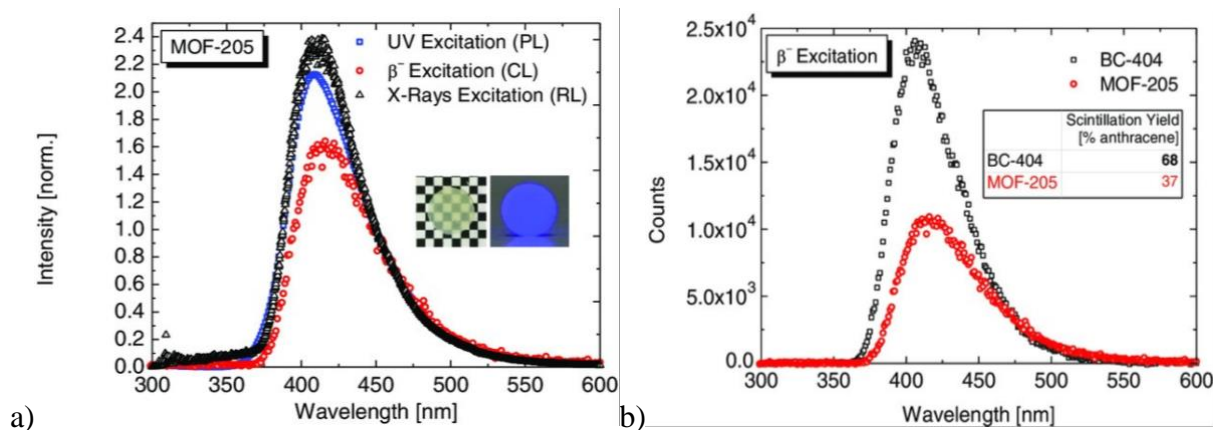 MOF-205
UV Excitation (PL)
β⁻ Excitation (CL)
X-Rays Excitation (RL)
Intensity [norm.]
2.4
2.2
2.0
1.8
1.6
1.4
1.2
1.0
0.8
0.6
0.4
0.2
0.0
300 350 400 450 500 550 600
Wavelength [nm]
a)
β⁻ Excitation
BC-404
MOF-205
Scintillation Yield
[% anthracene]
BC-404 68
MOF-205 37
Counts
2.5x10⁴
2.0x10⁴
1.5x10⁴
1.0x10⁴
5.0x10³
0.0
300 350 400 450 500 550 600
Wavelength [nm]
b)